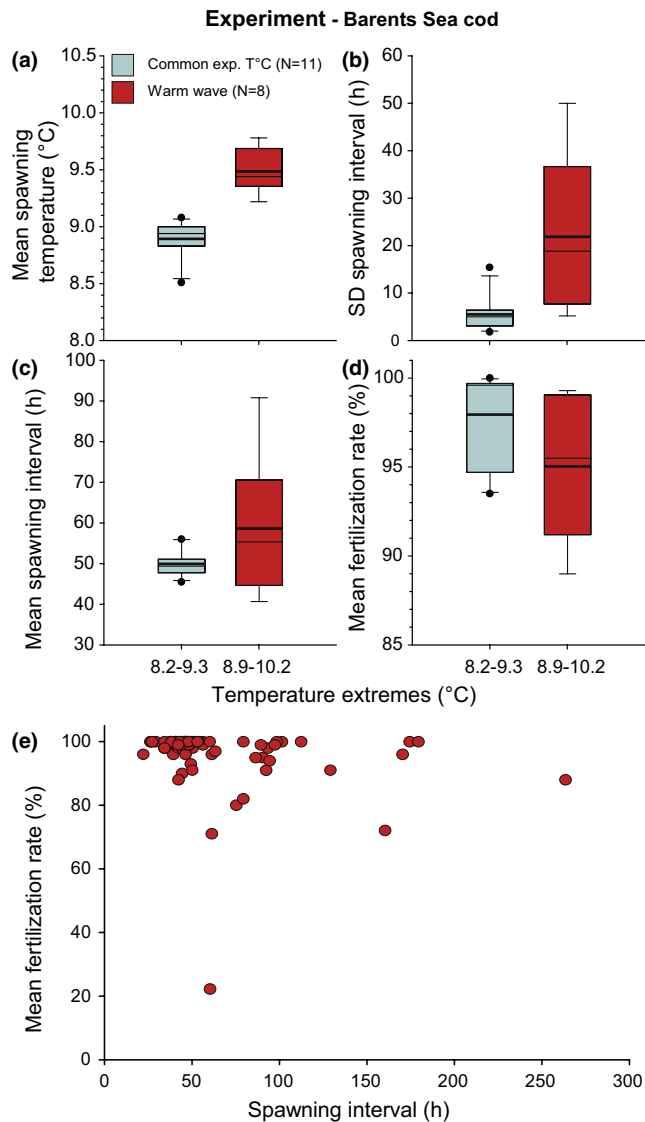 Experiment - Barents Sea cod
(a)
Common exp. T°C (N=11)
Warm wave (N=8)
10.5
10.0
9.5
9.0
8.5
8.0
Mean spawning
temperature (°C)
(b)
60
50
40
30
20
10
0
SD spawning interval (h)
(c)
100
90
80
70
60
50
40
30
Mean spawning interval (h)
8.2-9.3
8.9-10.2
(d)
100
95
90
85
Mean fertilization rate (%)
8.2-9.3
8.9-10.2
Temperature extremes (°C)
(e)
100
80
60
40
20
0
Mean fertilization rate (%)
0
50
100
150
200
250
300
Spawning interval (h)